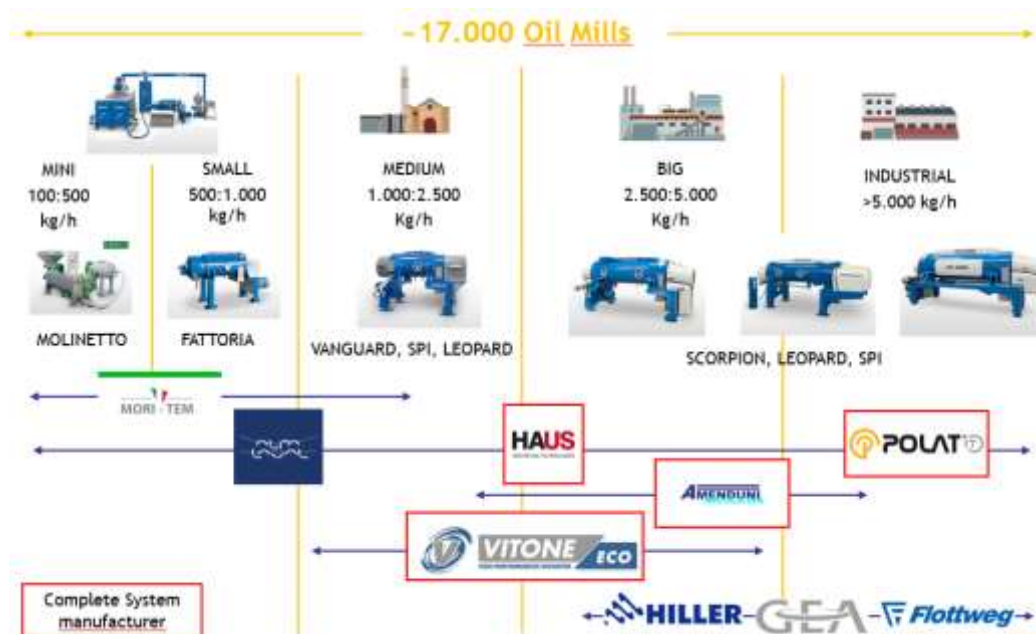 ~17.000 Oil Mills
MINI
100:500
kg/h
SMALL
500:1.000
kg/h
MEDIUM
1.000:2.500
Kg/h
BIG
2.500:5.000
Kg/h
INDUSTRIAL
>5.000 kg/h
MOLINETTO
FATTORIA
VANGUARD, SPI, LEOPARD
SCORPION, LEOPARD, SPI
MORI - TEM
HAUS
POLAT
AMENDUNI
VITONE
ECO
Complete System
manufacturer
HILLER
GEA
Flottweg